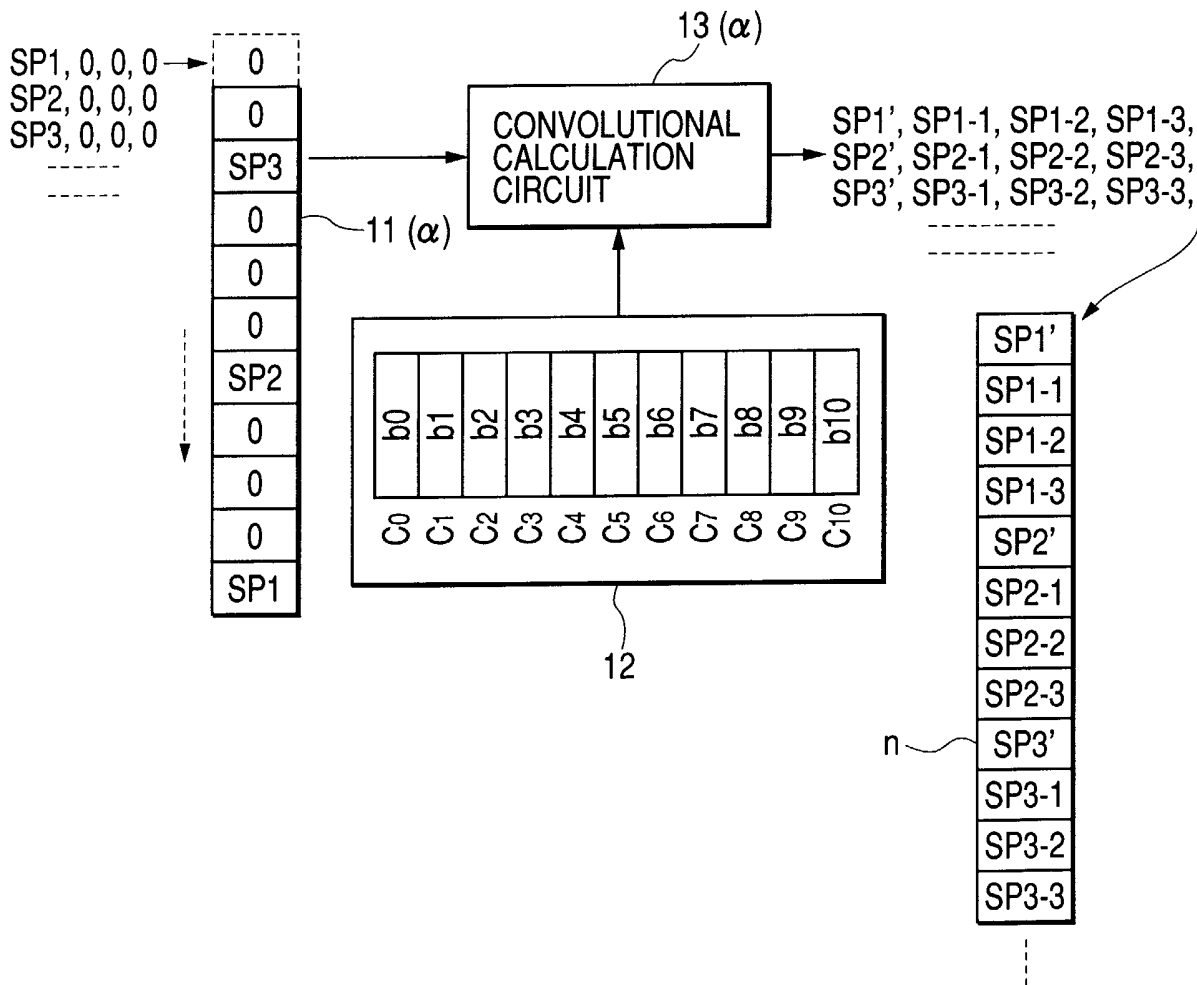 13 (α)
SP1, 0, 0, 0
SP2, 0, 0, 0
SP3, 0, 0, 0
0
0
SP3
0
0
0
SP2
0
0
0
SP1
11 (α)
CONVOLUTIONAL
CALCULATION
CIRCUIT
SP1', SP1-1, SP1-2, SP1-3,
SP2', SP2-1, SP2-2, SP2-3,
SP3', SP3-1, SP3-2, SP3-3,
b0 b1 b2 b3 b4 b5 b6 b7 b8 b9 b10
C0 C1 C2 C3 C4 C5 C6 C7 C8 C9 C10
12
SP1'
SP1-1
SP1-2
SP1-3
SP2'
SP2-1
SP2-2
SP2-3
n
SP3'
SP3-1
SP3-2
SP3-3